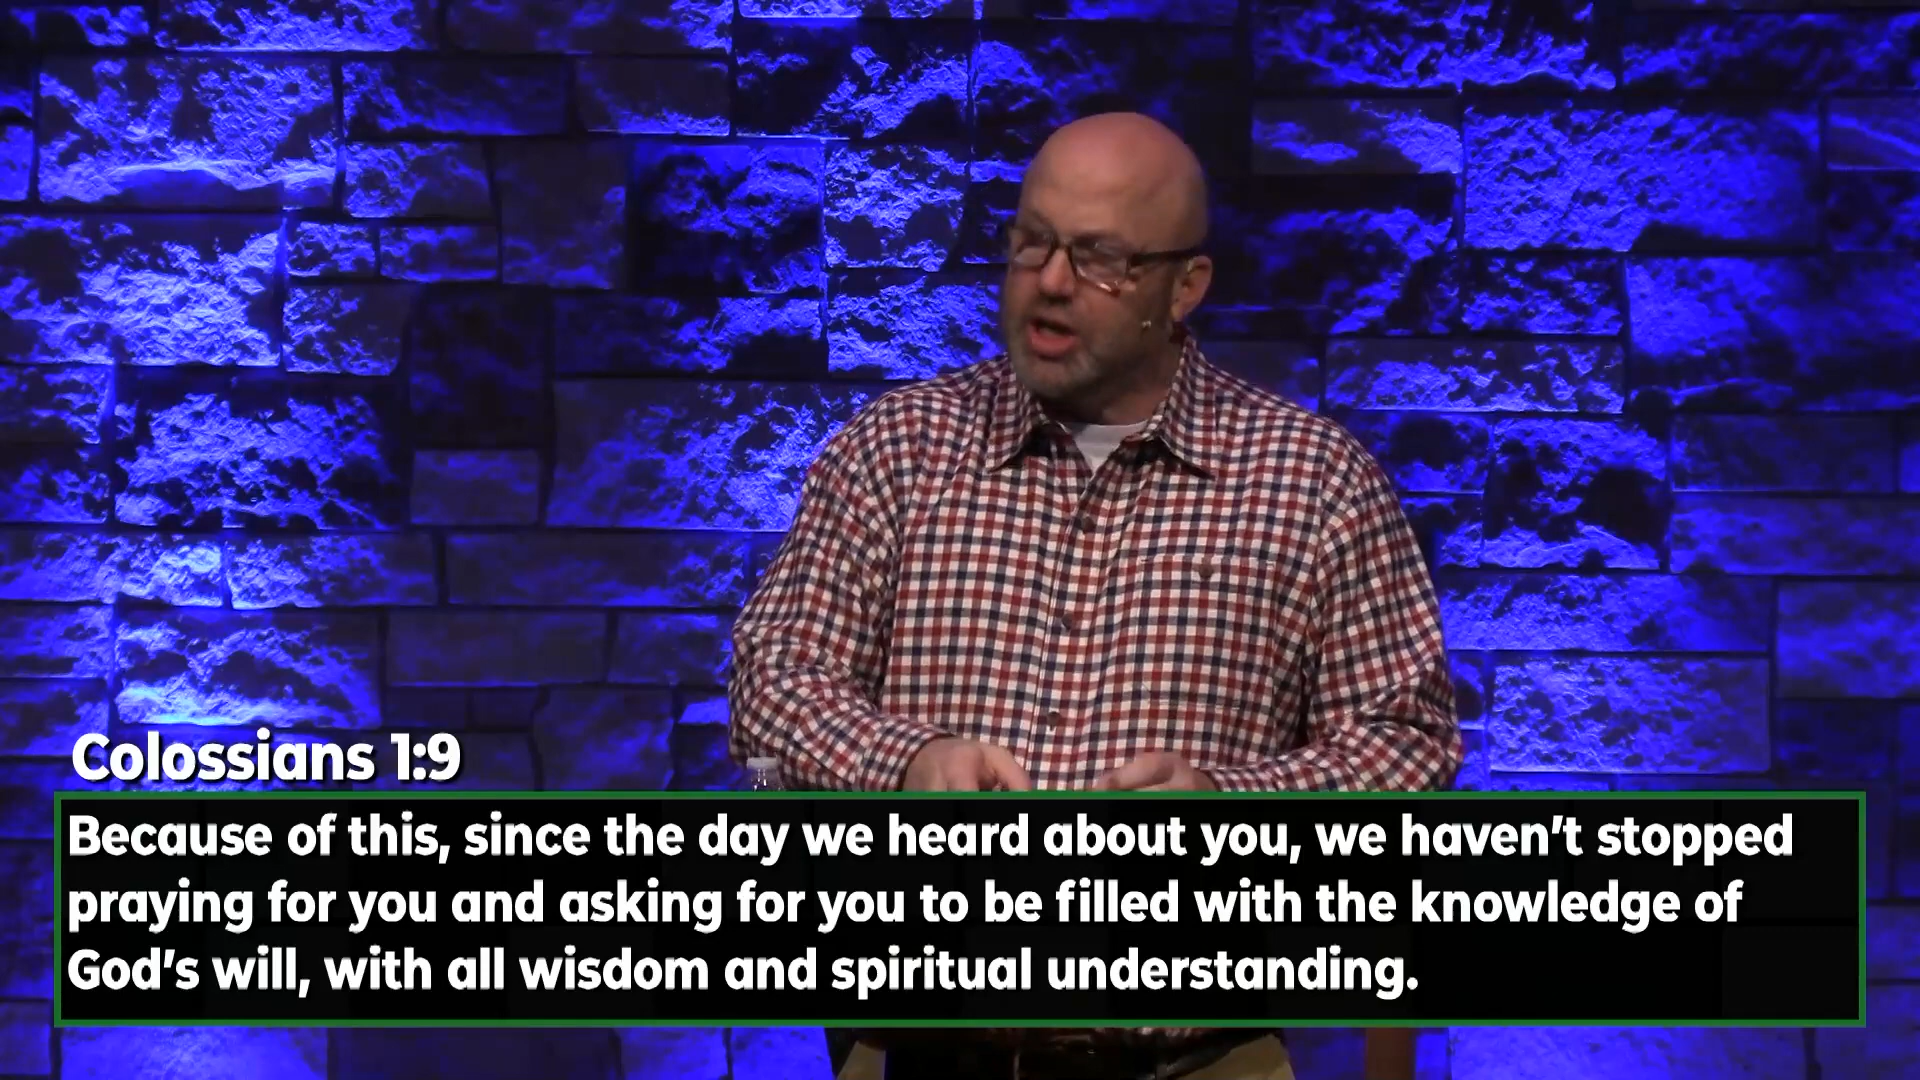 Colossians 1:9
Because of this, since the day we heard about you, we haven't stopped
praying for you and asking for you to be filled with the knowledge of
God's will, with all wisdom and spiritual understanding.